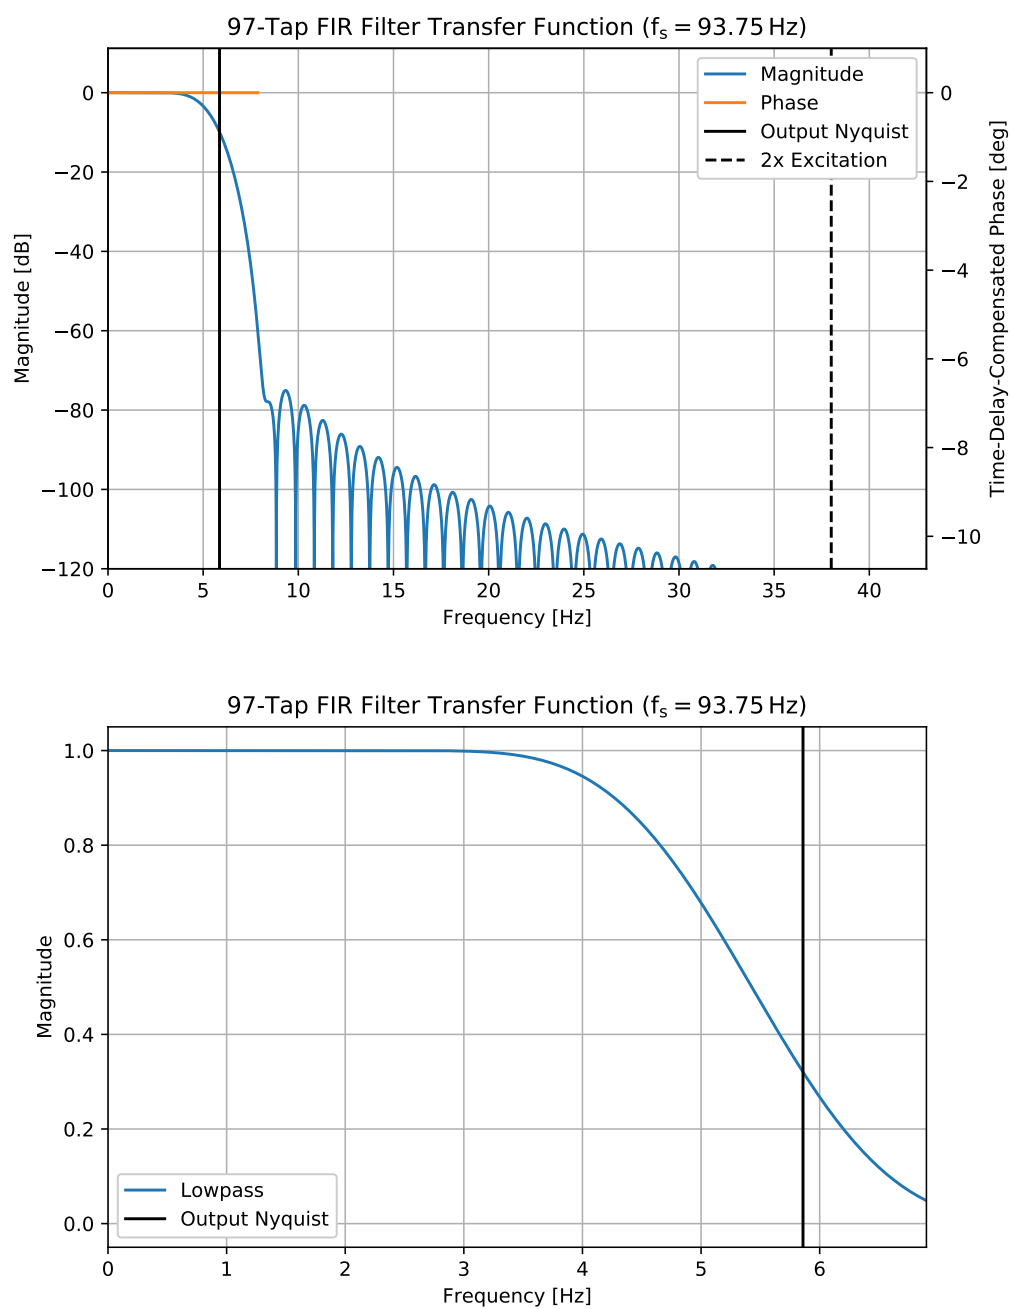 97-Tap FIR Filter Transfer Function (fs = 93.75 Hz)
Magnitude
Phase
Output Nyquist
2x Excitation
0
−20
−40
−60
−80
−100
−120
Magnitude [dB]
0
−2
−4
−6
−8
−10
Time-Delay-Compensated Phase [deg]
0 5 10 15 20 25 30 35 40
Frequency [Hz]
97-Tap FIR Filter Transfer Function (fs = 93.75 Hz)
1.0
0.8
0.6
0.4
0.2
0.0
Magnitude
Lowpass
Output Nyquist
0 1 2 3 4 5 6
Frequency [Hz]